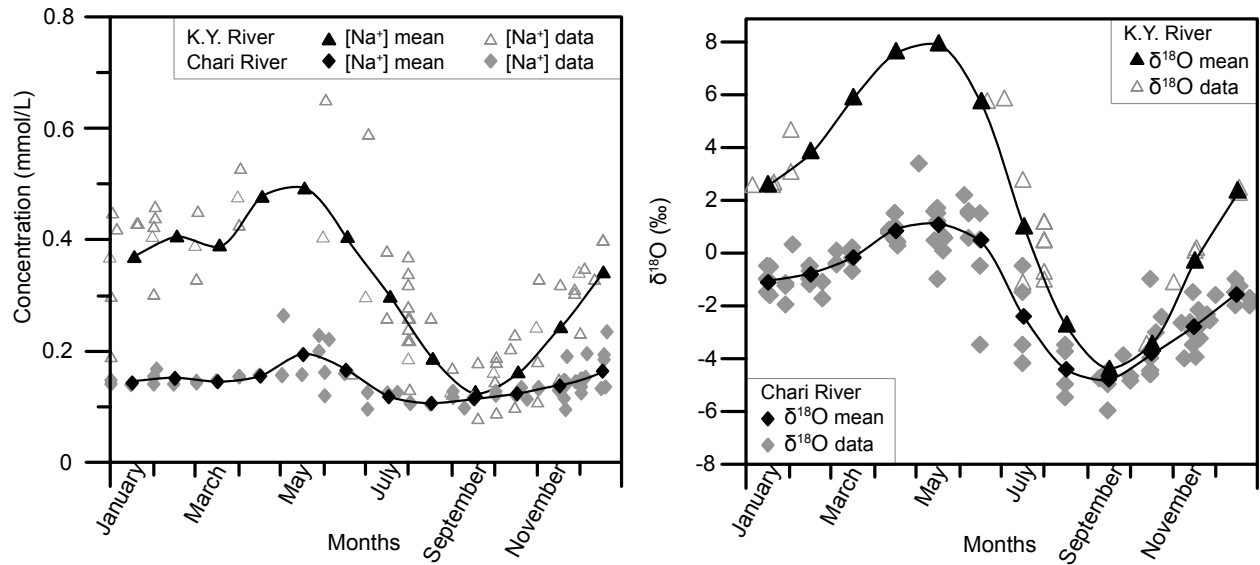 0.8
0.6
0.4
0.2
0
Concentration (mmol/L)
K.Y. River [Na⁺] mean [Na⁺] data
Chari River [Na⁺] mean [Na⁺] data
January
March
May
July
September
November
Months
8
6
4
2
0
-2
-4
-6
-8
δ¹⁸O (‰)
K.Y. River
δ¹⁸O mean
δ¹⁸O data
Chari River
δ¹⁸O mean
δ¹⁸O data
January
March
May
July
September
November
Months